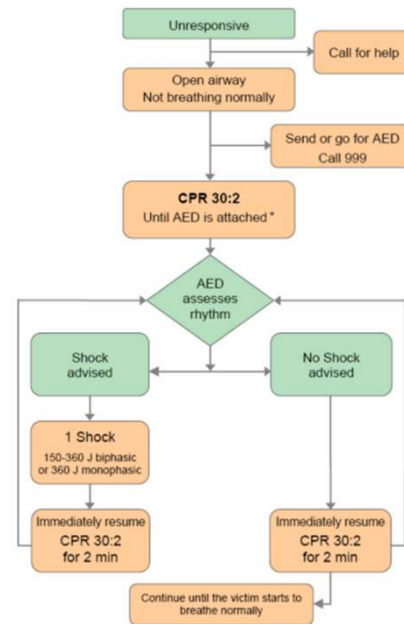 Unresponsive
Call for help
Open airway
Not breathing normally
Send or go for AED
Call 999
CPR 30:2
Until AED is attached *
AED
assesses
rhythm
Shock
advised
No Shock
advised
1 Shock
150-360 J biphasic
or 360 J monophasic
Immediately resume
CPR 30:2
for 2 min
Immediately resume
CPR 30:2
for 2 min
Continue until the victim starts to
breathe normally